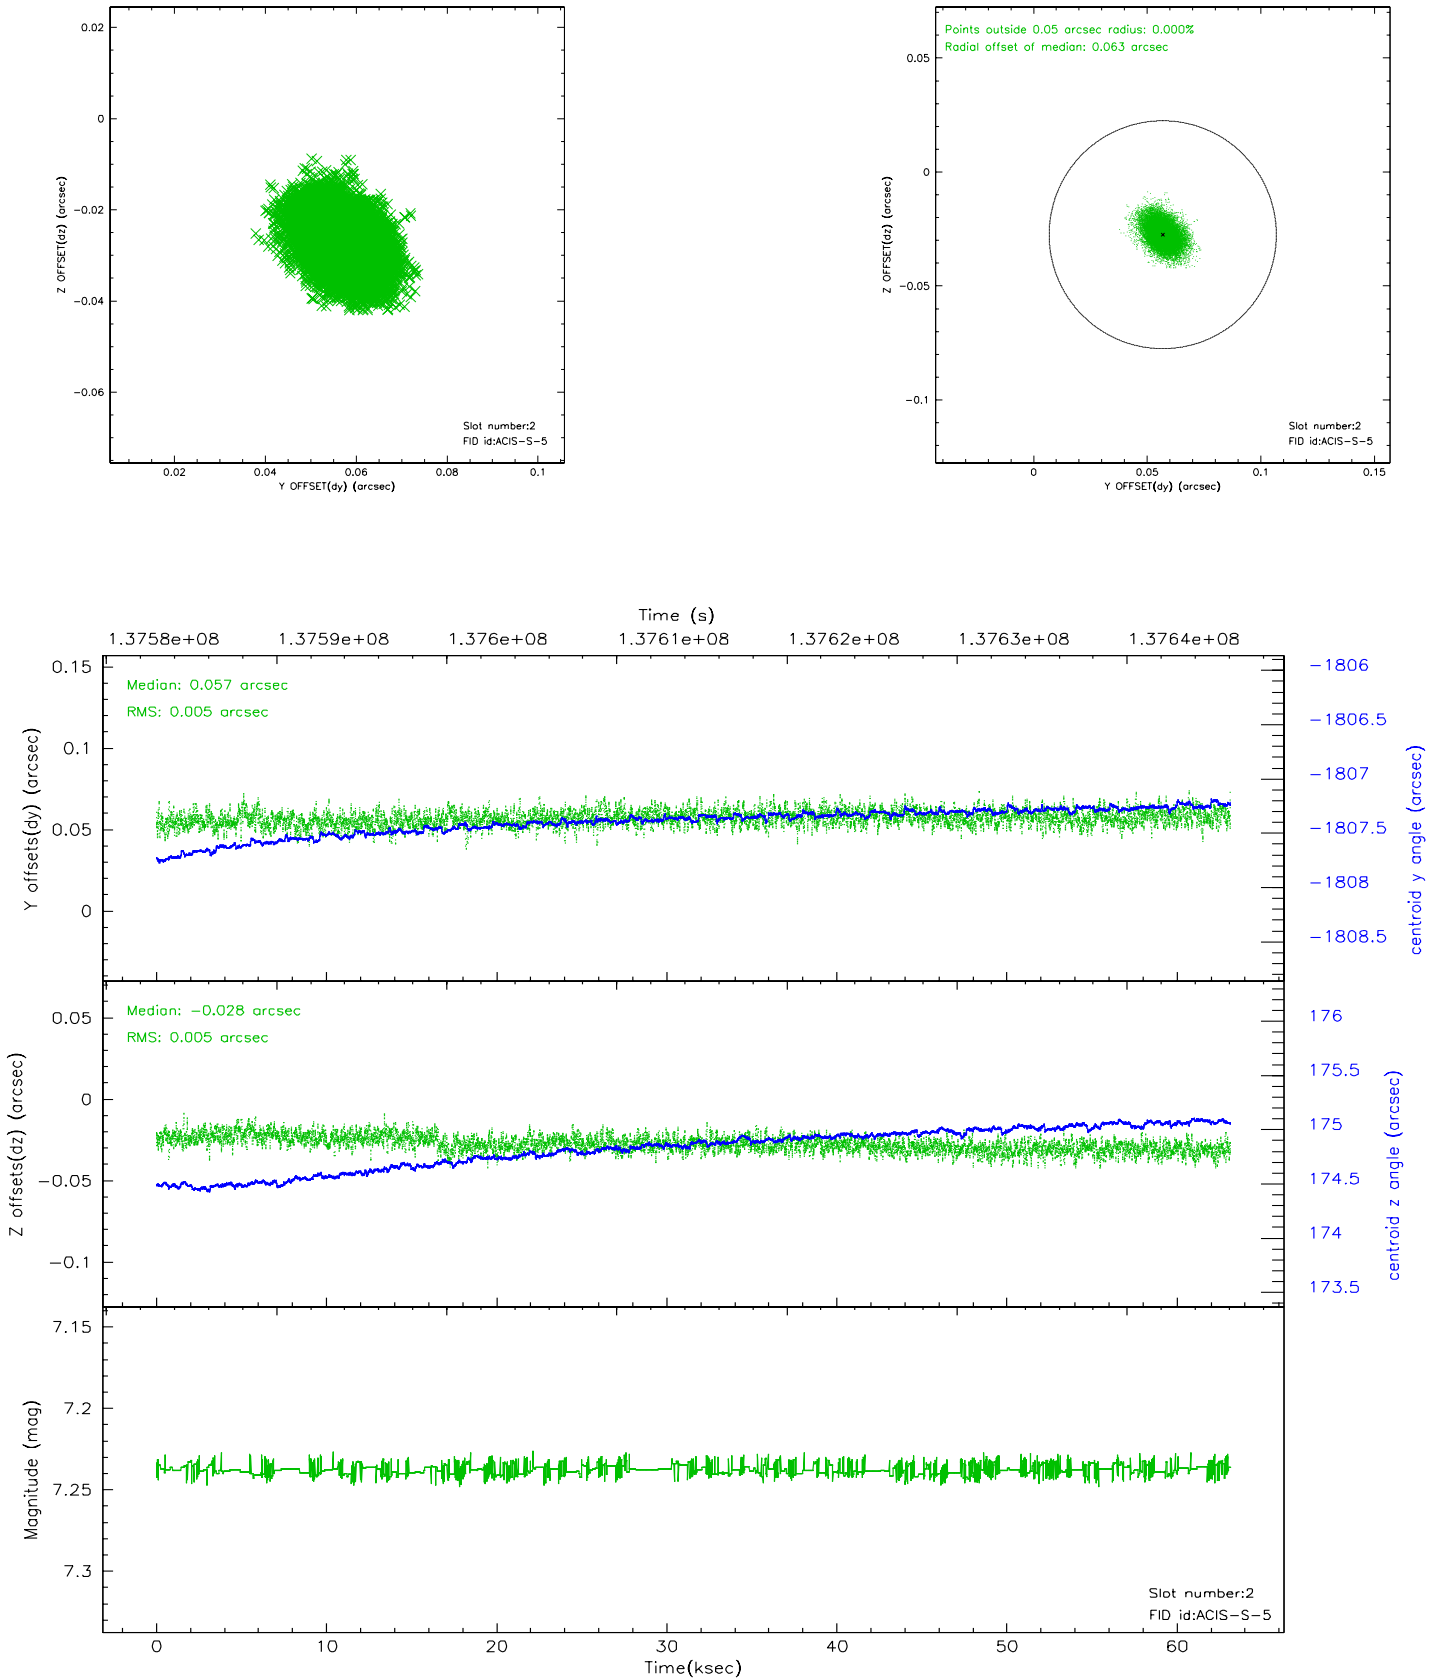 0.02
0
−0.02
−0.04
−0.06
Z OFFSET(dz) (arcsec)
Slot number:2
FID id:ACIS−S−5
0.02 0.04 0.06 0.08 0.1
Y OFFSET(dy) (arcsec)
Points outside 0.05 arcsec radius: 0.000%
Radial offset of median: 0.063 arcsec
0.05
0
−0.05
−0.1
Z OFFSET(dz) (arcsec)
Slot number:2
FID id:ACIS−S−5
0 0.05 0.1 0.15
Y OFFSET(dy) (arcsec)
Time (s)
1.3758e+08 1.3759e+08 1.376e+08 1.3761e+08 1.3762e+08 1.3763e+08 1.3764e+08
Median: 0.057 arcsec
RMS: 0.005 arcsec
0.15
0.1
0.05
0
Y offsets(dy) (arcsec)
−1806
−1806.5
−1807
−1807.5
−1808
−1808.5
centroid y angle (arcsec)
Median: −0.028 arcsec
RMS: 0.005 arcsec
0.05
0
−0.05
−0.1
Z offsets(dz) (arcsec)
176
175.5
175
174.5
174
173.5
centroid z angle (arcsec)
7.15
7.2
7.25
7.3
Magnitude (mag)
Slot number:2
FID id:ACIS−S−5
0 10 20 30 40 50 60
Time(ksec)